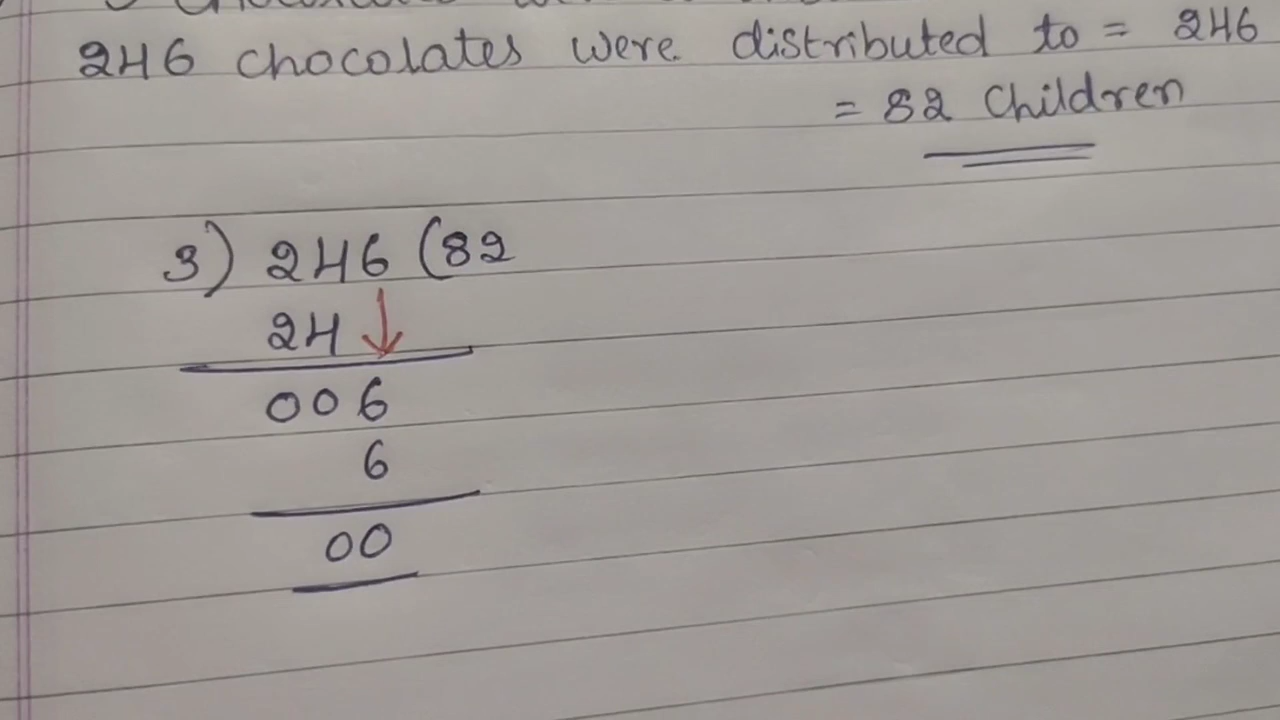 246 chocolates were distributed to = 246
= 82 Children
3) 246 (82
24 ↓
006
6
00